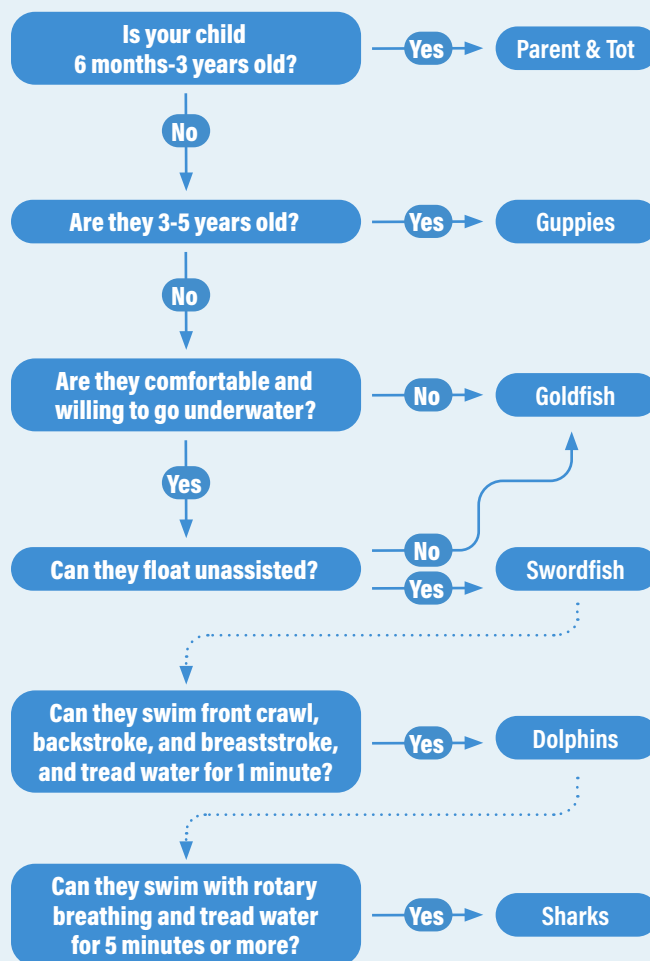 Is your child
6 months-3 years old?
Yes
Parent & Tot
No
Are they 3-5 years old?
Yes
Guppies
No
Are they comfortable and
willing to go underwater?
No
Goldfish
Yes
Can they float unassisted?
No
Yes
Swordfish
Can they swim front crawl,
backstroke, and breaststroke,
and tread water for 1 minute?
Yes
Dolphins
Can they swim with rotary
breathing and tread water
for 5 minutes or more?
Yes
Sharks